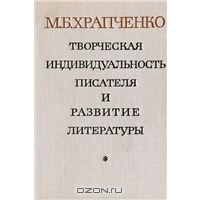 М.Б.ХРАПЧЕНКО
ТВОРЧЕСКАЯ
ИНДИВИДУАЛЬНОСТЬ
ПИСАТЕЛЯ
И
РАЗВИТИЕ
ЛИТЕРАТУРЫ
*
OZON.ru